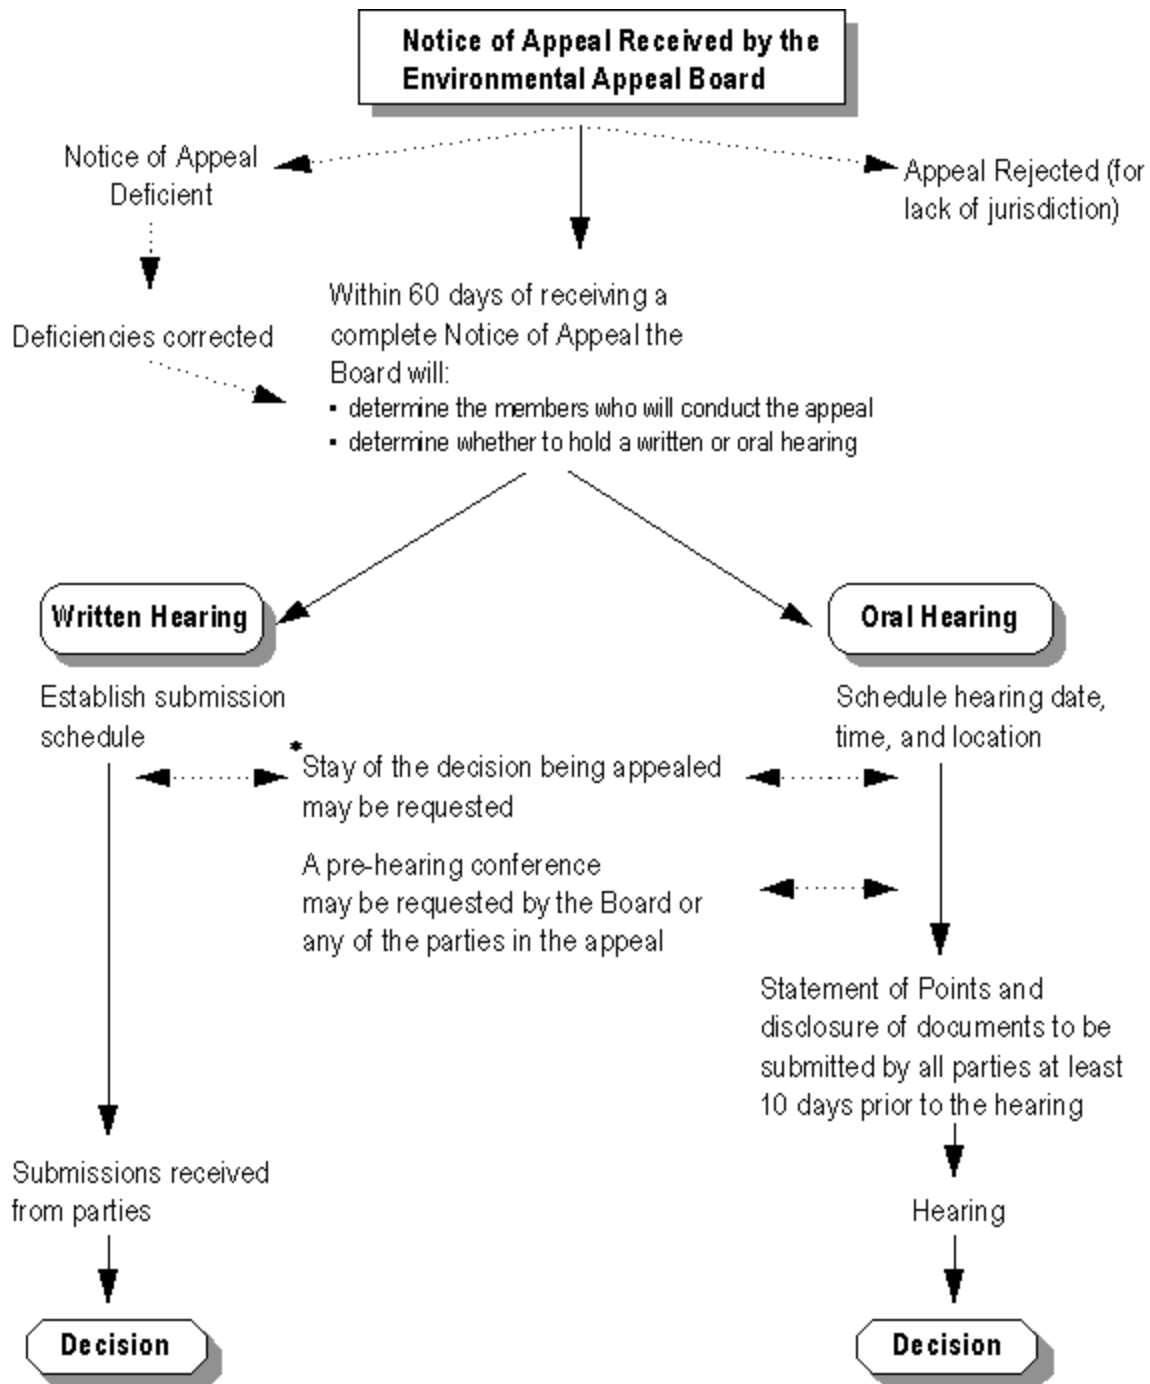 Notice of Appeal Received by the
Environmental Appeal Board
Notice of Appeal
Deficient
Appeal Rejected (for
lack of jurisdiction)
Deficiencies corrected
Within 60 days of receiving a
complete Notice of Appeal the
Board will:
▪ determine the members who will conduct the appeal
▪ determine whether to hold a written or oral hearing
Written Hearing
Oral Hearing
Establish submission
schedule
Schedule hearing date,
time, and location
*
Stay of the decision being appealed
may be requested
A pre-hearing conference
may be requested by the Board or
any of the parties in the appeal
Statement of Points and
disclosure of documents to be
submitted by all parties at least
10 days prior to the hearing
Submissions received
from parties
Hearing
Decision
Decision